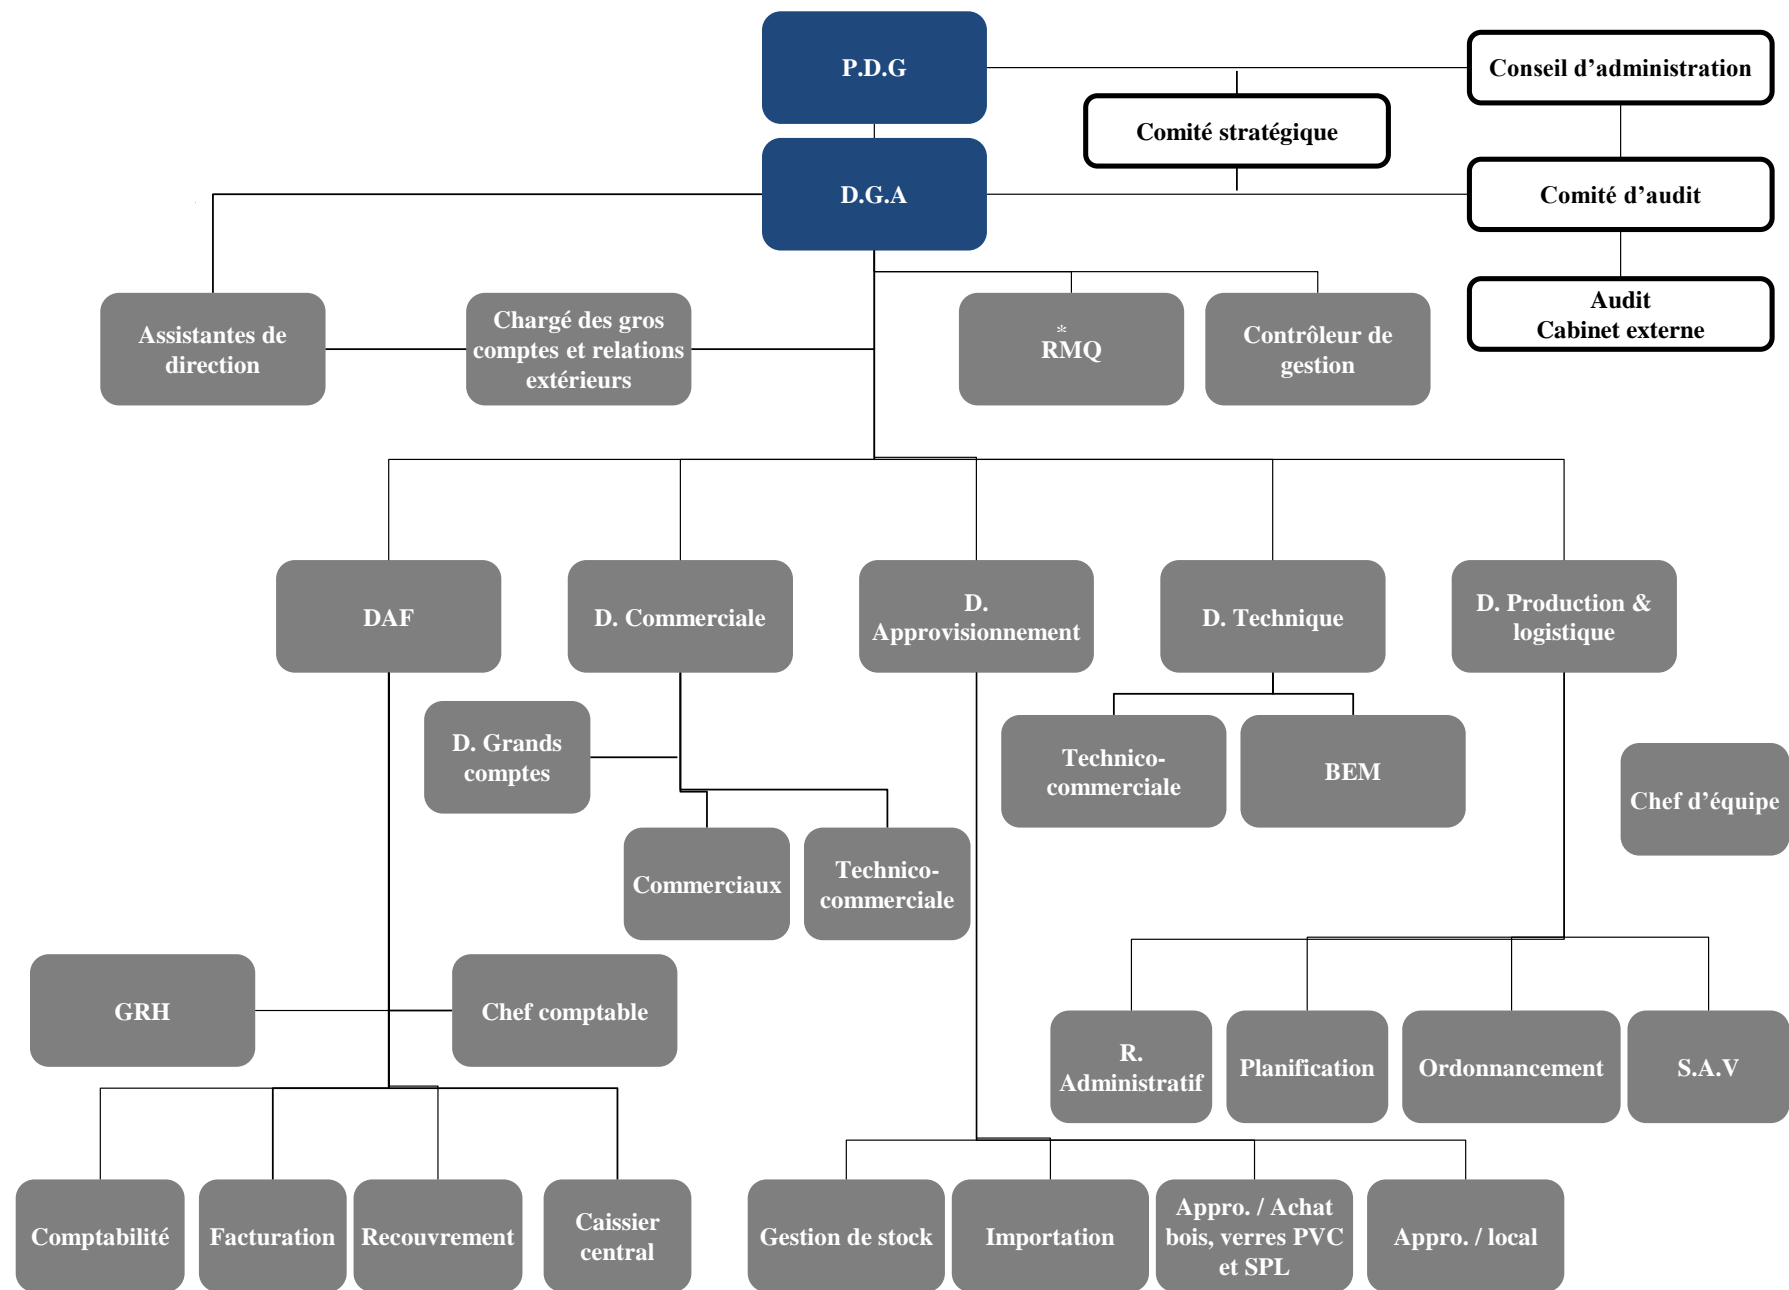 P.D.G
Conseil d’administration
Comité stratégique
D.G.A
Comité d’audit
Assistantes de
direction
Chargé des gros
comptes et relations
extérieurs
*
RMQ
Contrôleur de
gestion
Audit
Cabinet externe
DAF
D. Commerciale
D.
Approvisionnement
D. Technique
D. Production &
logistique
D. Grands
comptes
Technico-
commerciale
BEM
Chef d’équipe
Commerciaux
Technico-
commerciale
GRH
Chef comptable
R.
Administratif
Planification
Ordonnancement
S.A.V
Comptabilité
Facturation
Recouvrement
Caissier
central
Gestion de stock
Importation
Appro. / Achat
bois, verres PVC
et SPL
Appro. / local